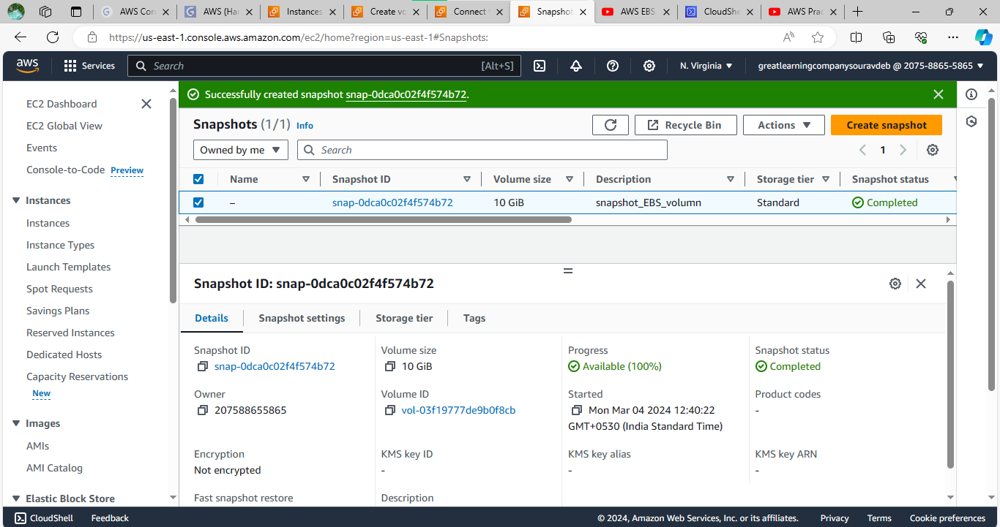 AWS Cor
AWS (Har
Instances
Create vo
Connect
Snapshot
AWS EBS
CloudShe
AWS Prac
https://us-east-1.console.aws.amazon.com/ec2/home?region=us-east-1#Snapshots:
aws
Services
Search
[Alt+S]
N. Virginia
greatlearningcompanysouravdeb @ 2075-8865-5865
EC2 Dashboard
EC2 Global View
Events
Console-to-Code Preview
Instances
Instances
Instance Types
Launch Templates
Spot Requests
Savings Plans
Reserved Instances
Dedicated Hosts
Capacity Reservations
New
Images
AMIs
AMI Catalog
Elastic Block Store
Successfully created snapshot snap-0dca0c02f4f574b72.
Snapshots (1/1) Info
Recycle Bin
Actions
Create snapshot
Owned by me
Search
1
Name Snapshot ID Volume size Description Storage tier Snapshot status
– snap-0dca0c02f4f574b72 10 GiB snapshot_EBS_volumn Standard Completed
Snapshot ID: snap-0dca0c02f4f574b72
Details Snapshot settings Storage tier Tags
Snapshot ID
snap-0dca0c02f4f574b72
Volume size
10 GiB
Progress
Available (100%)
Snapshot status
Completed
Owner
207588655865
Volume ID
vol-03f19777de9b0f8cb
Started
Mon Mar 04 2024 12:40:22
GMT+0530 (India Standard Time)
Product codes
-
Encryption
Not encrypted
KMS key ID
-
KMS key alias
-
KMS key ARN
-
Fast snapshot restore
Description
CloudShell Feedback
© 2024, Amazon Web Services, Inc. or its affiliates. Privacy Terms Cookie preferences